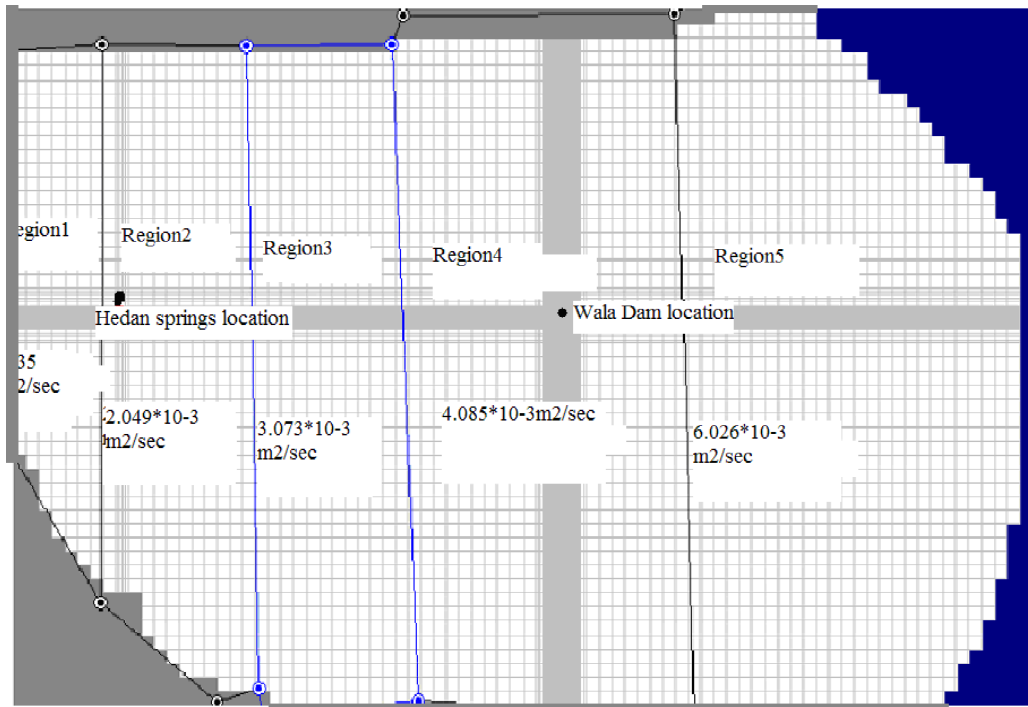 egion1
Region2
Region3
Region4
Region5
Hedan springs location
Wala Dam location
35
2/sec
2.049*10-3
m2/sec
3.073*10-3
m2/sec
4.085*10-3m2/sec
6.026*10-3
m2/sec